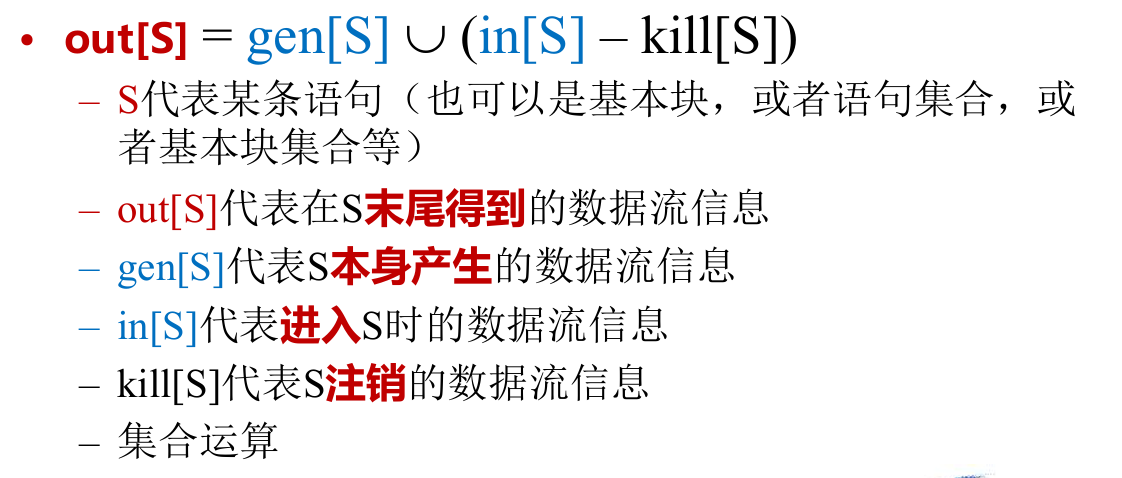 • out[S] = gen[S] ∪ (in[S] – kill[S])
– S代表某条语句（也可以是基本块，或者语句集合，或
者基本块集合等）
– out[S]代表在S末尾得到的数据流信息
– gen[S]代表S本身产生的数据流信息
– in[S]代表进入S时的数据流信息
– kill[S]代表S注销的数据流信息
– 集合运算